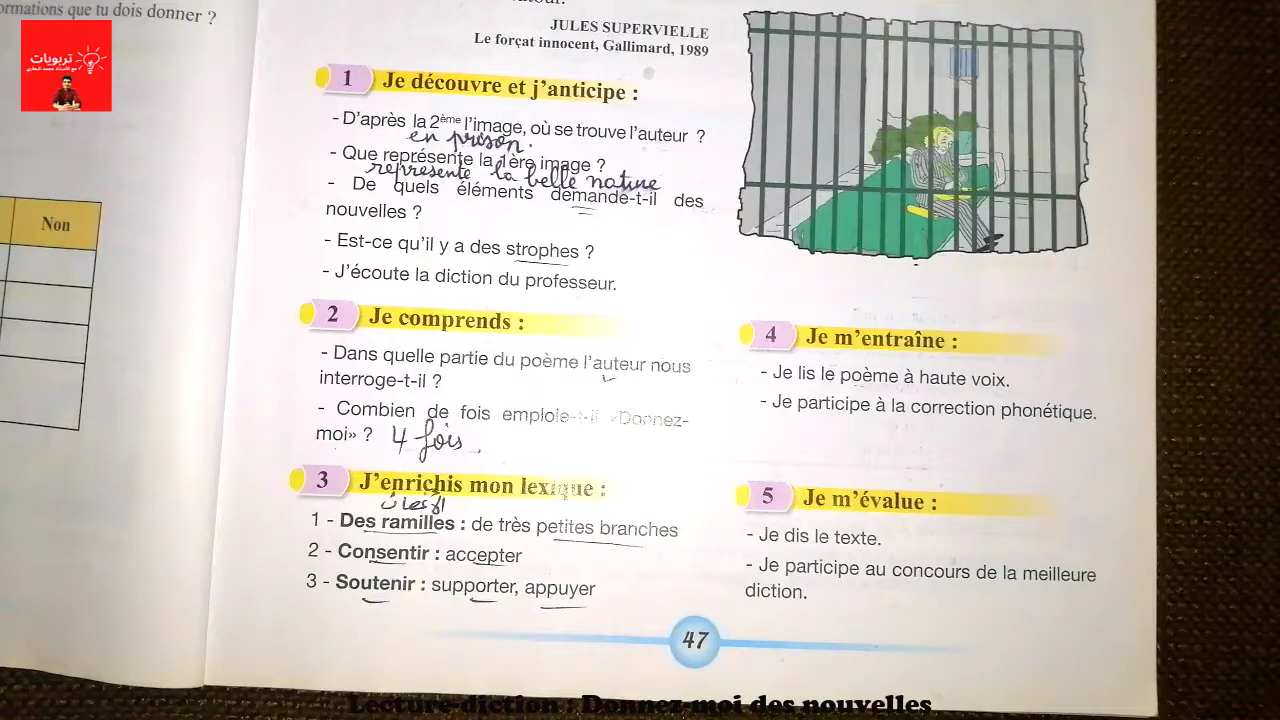 ormations que tu dois donner ?
JULES SUPERVIELLE
Le forçat innocent, Gallimard, 1989
تربويات
Non
1 Je découvre et j’anticipe :
- D’après la 2ème l’image, où se trouve l’auteur ?
en prison.
- Que représente la 1ère image ?
représente la belle nature
- De quels éléments demande-t-il des
nouvelles ?
- Est-ce qu’il y a des strophes ?
- J’écoute la diction du professeur.
2 Je comprends :
- Dans quelle partie du poème l’auteur nous
interroge-t-il ?
- Combien de fois emploie-t-il «Donnez-
moi» ? 4 fois.
3 J’enrichis mon lexique :
1 - Des ramilles : de très petites branches
2 - Consentir : accepter
3 - Soutenir : supporter, appuyer
4 Je m’entraîne :
- Je lis le poème à haute voix.
- Je participe à la correction phonétique.
5 Je m’évalue :
- Je dis le texte.
- Je participe au concours de la meilleure
diction.
47
Lecture-diction : Donnez-moi des nouvelles